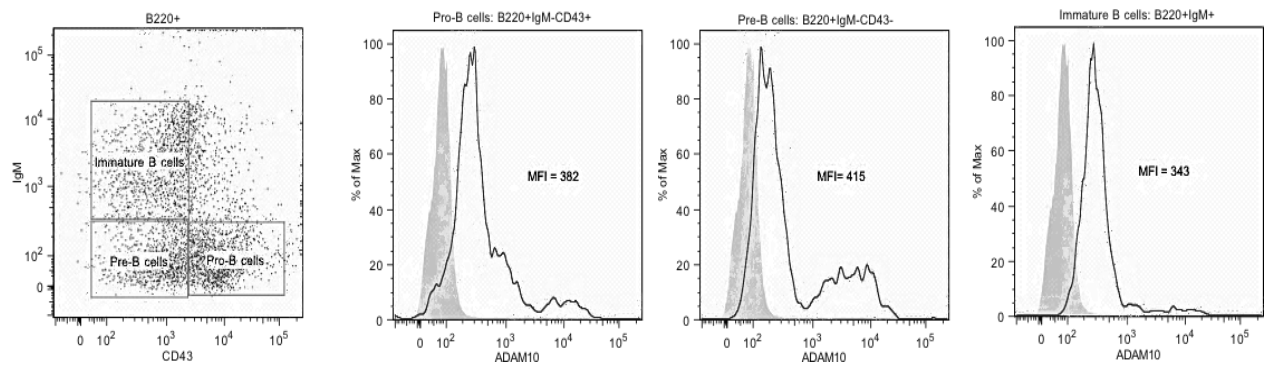 B220+
10^5
10^4
10^3
10^2
0
IgM
Immature B cells
Pre-B cells
Pro-B cells
0 10^2 10^3 10^4 10^5
CD43
Pro-B cells: B220+IgM-CD43+
100
80
60
40
20
0
% of Max
MFI = 382
0 10^2 10^3 10^4 10^5
ADAM10
Pre-B cells: B220+IgM-CD43-
100
80
60
40
20
0
% of Max
MFI= 415
0 10^2 10^3 10^4 10^5
ADAM10
Immature B cells: B220+IgM+
100
80
60
40
20
0
% of Max
MFI = 343
0 10^2 10^3 10^4 10^5
ADAM10